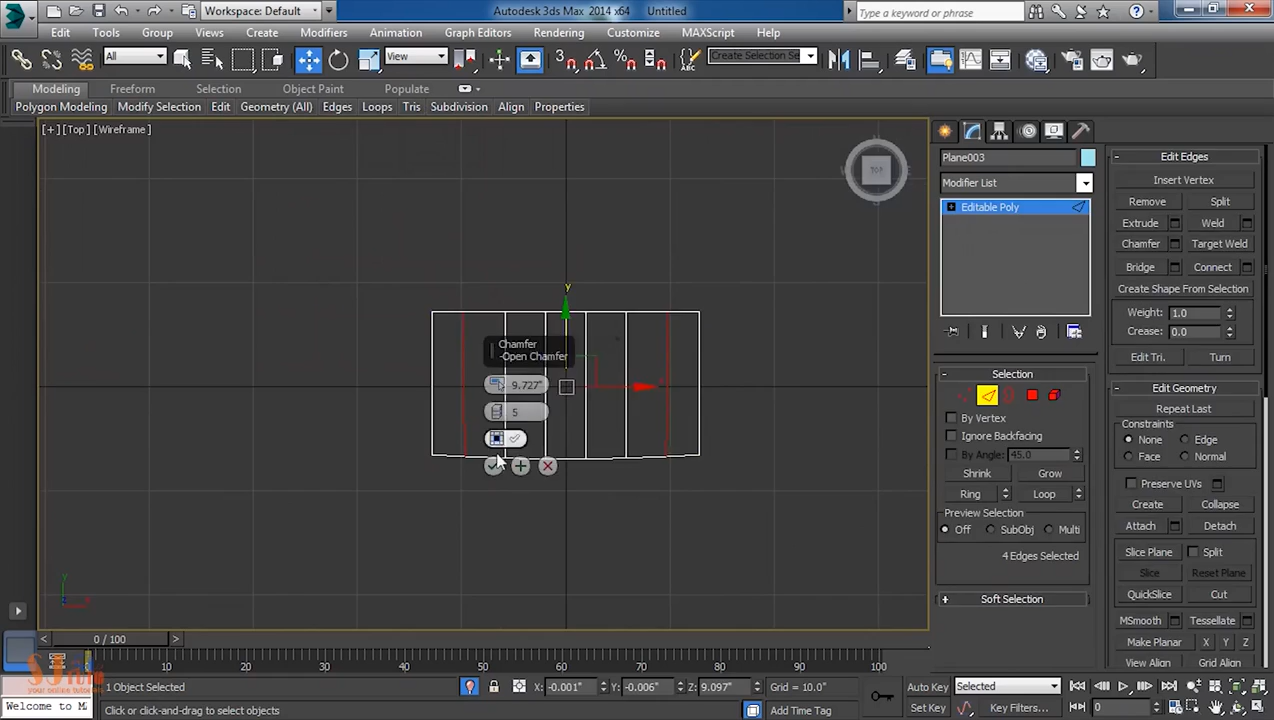 Workspace: Default
Autodesk 3ds Max 2014 x64 Untitled
Type a keyword or phrase
Edit Tools Group Views Create Modifiers Animation Graph Editors Rendering Customize MAXScript Help
All
View
Create Selection Se
Modeling Freeform Selection Object Paint Populate
Polygon Modeling Modify Selection Edit Geometry (All) Edges Loops Tris Subdivision Align Properties
[+][Top][Wireframe]
TOP
y
Chamfer
-Open Chamfer
9.727"
5
Plane003
Modifier List
Editable Poly
Selection
By Vertex
Ignore Backfacing
By Angle: 45.0
Shrink Grow
Ring Loop
Preview Selection
Off SubObj Multi
4 Edges Selected
Soft Selection
Edit Edges
Insert Vertex
Remove Split
Extrude Weld
Chamfer Target Weld
Bridge Connect
Create Shape From Selection
Weight: 1.0
Crease: 0.0
Edit Tri. Turn
Edit Geometry
Repeat Last
Constraints
None Edge
Face Normal
Preserve UVs
Create Collapse
Attach Detach
Slice Plane Split
Slice Reset Plane
QuickSlice Cut
MSmooth Tessellate
Make Planar X Y Z
View Align Grid Align
0 / 100
10 20 30 40 50 60 70 80 90 100
your online tutor
1 Object Selected
X: -0.001" Y: -0.006" Z: 9.097" Grid = 10.0"
Auto Key Selected
Welcome to M
Click or click-and-drag to select objects
Add Time Tag
Set Key Key Filters... 0